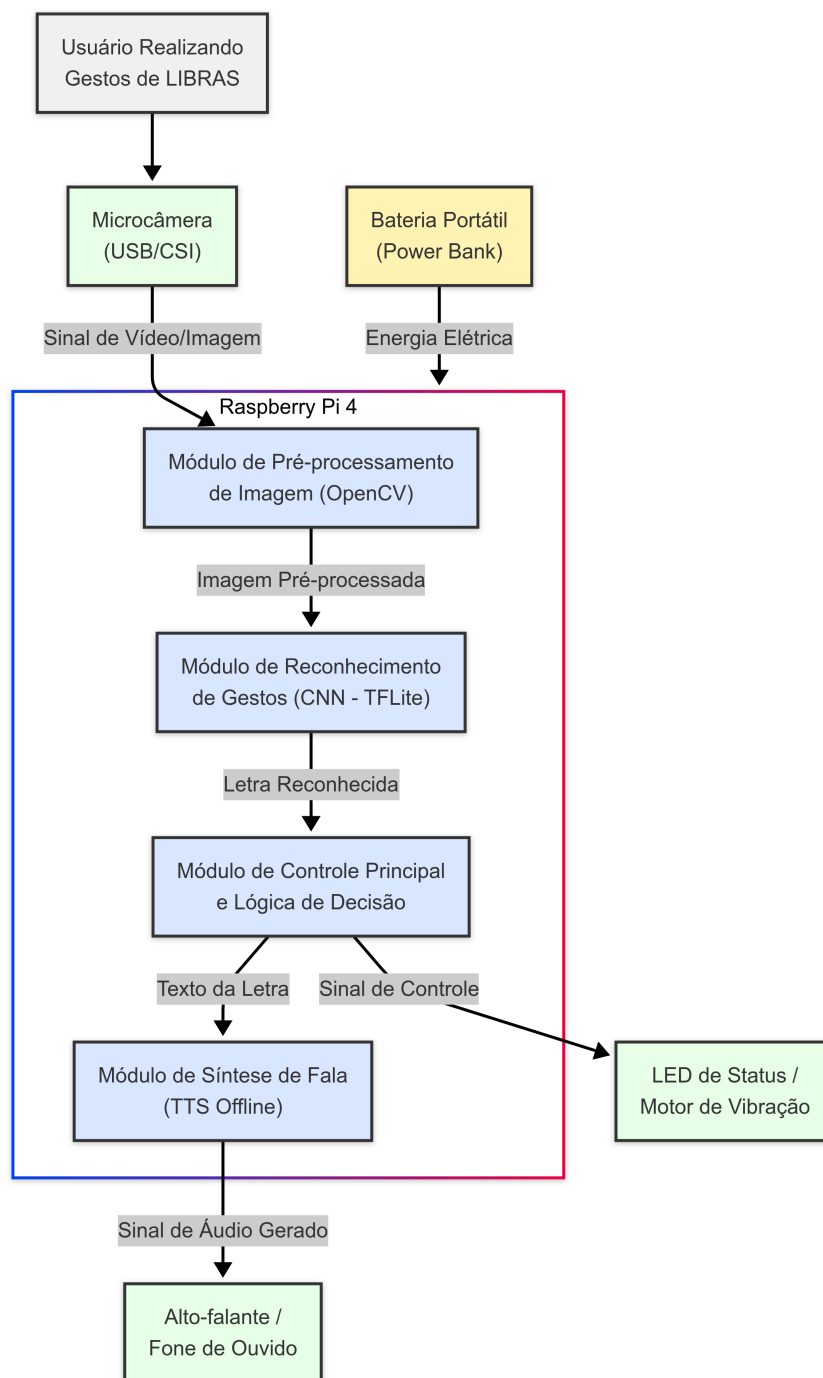 Usuário Realizando
Gestos de LIBRAS
Microcâmera
(USB/CSI)
Bateria Portátil
(Power Bank)
Sinal de Vídeo/Imagem
Energia Elétrica
Raspberry Pi 4
Módulo de Pré-processamento
de Imagem (OpenCV)
Imagem Pré-processada
Módulo de Reconhecimento
de Gestos (CNN - TFLite)
Letra Reconhecida
Módulo de Controle Principal
e Lógica de Decisão
Texto da Letra
Sinal de Controle
Módulo de Síntese de Fala
(TTS Offline)
LED de Status /
Motor de Vibração
Sinal de Áudio Gerado
Alto-falante /
Fone de Ouvido